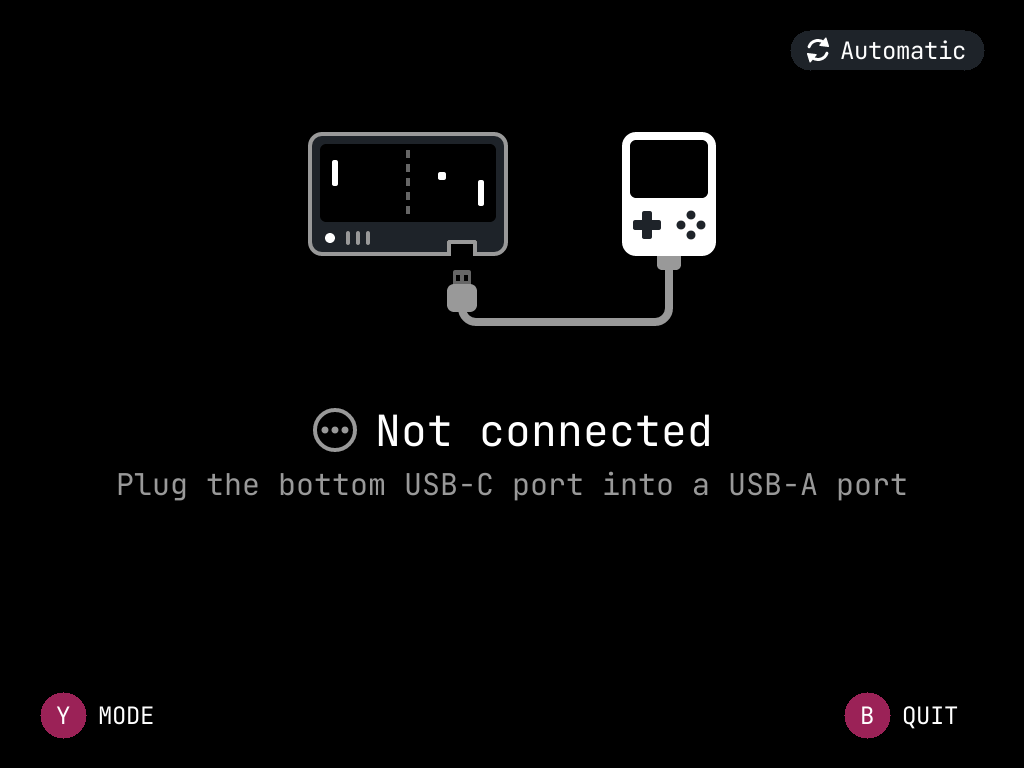 Automatic
Not connected
Plug the bottom USB-C port into a USB-A port
Y MODE
B QUIT